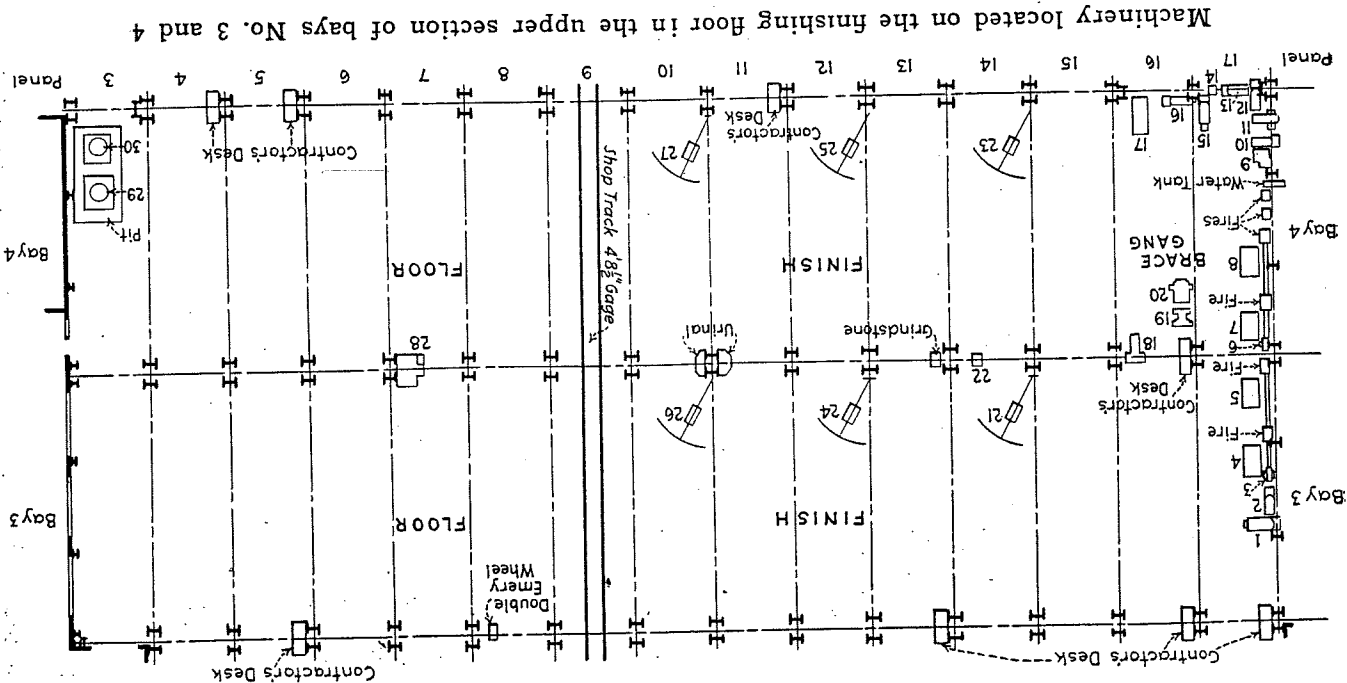 Contractor's Desk
Contractor's Desk
Double
Emery
Wheel
1
2
3
4
Bay 3
FINISH
FLOOR
Bay 3
Fire
5
Fire
6
7
Contractor's
Desk
21
24
26
18
22
Grindstone
Urinal
28
19
20
Fire
8
BRACE
GANG
Bay 4
FINISH
FLOOR
Bay 4
Shop Track 4'8½" Gage
Fires
Water Tank
Pit
29
30
9
10
11
12,13
14
15
16
17
23
25
27
Contractor's
Desk
Contractor's Desk
Panel
17
16
15
14
13
12
11
10
9
8
7
6
5
4
3
Panel
Machinery located on the finishing floor in the upper section of bays No. 3 and 4